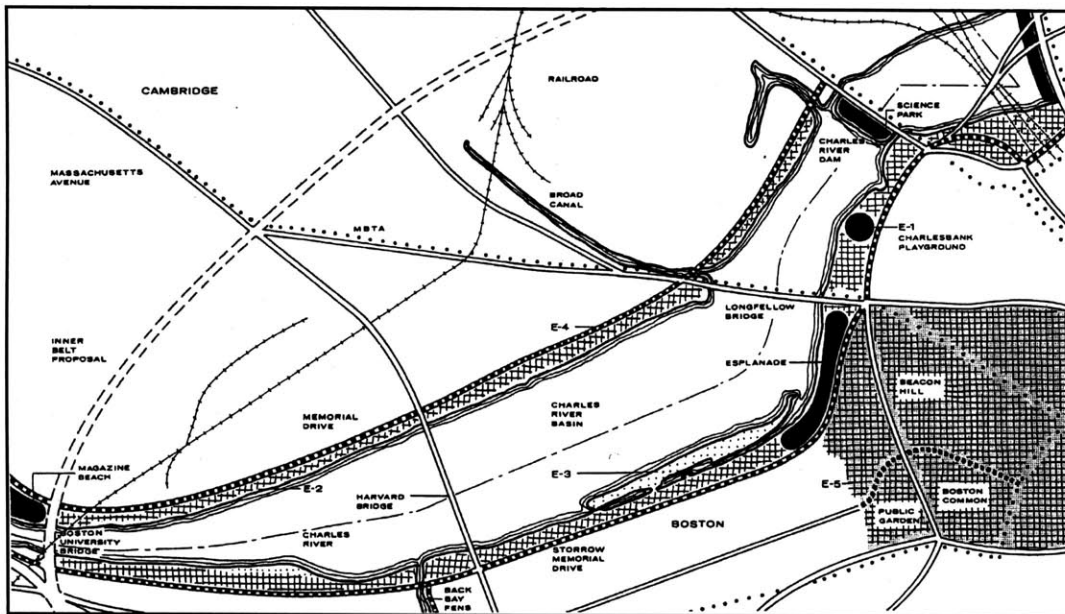 CAMBRIDGE
RAILROAD
SCIENCE
PARK
CHARLES
RIVER
DAM
MASSACHUSETTS
AVENUE
BROAD
CANAL
MBTA
E-1
CHARLESBANK
PLAYGROUND
LONGFELLOW
BRIDGE
E-4
INNER
BELT
PROPOSAL
ESPLANADE
BEACON
HILL
MEMORIAL
DRIVE
CHARLES
RIVER
BASIN
MAGAZINE
BEACH
E-2
HARVARD
BRIDGE
E-3
E-5
BOSTON
COMMON
PUBLIC
GARDEN
BOSTON
BOSTON
UNIVERSITY
BRIDGE
CHARLES
RIVER
STORROW
MEMORIAL
DRIVE
BACK
BAY
FENS